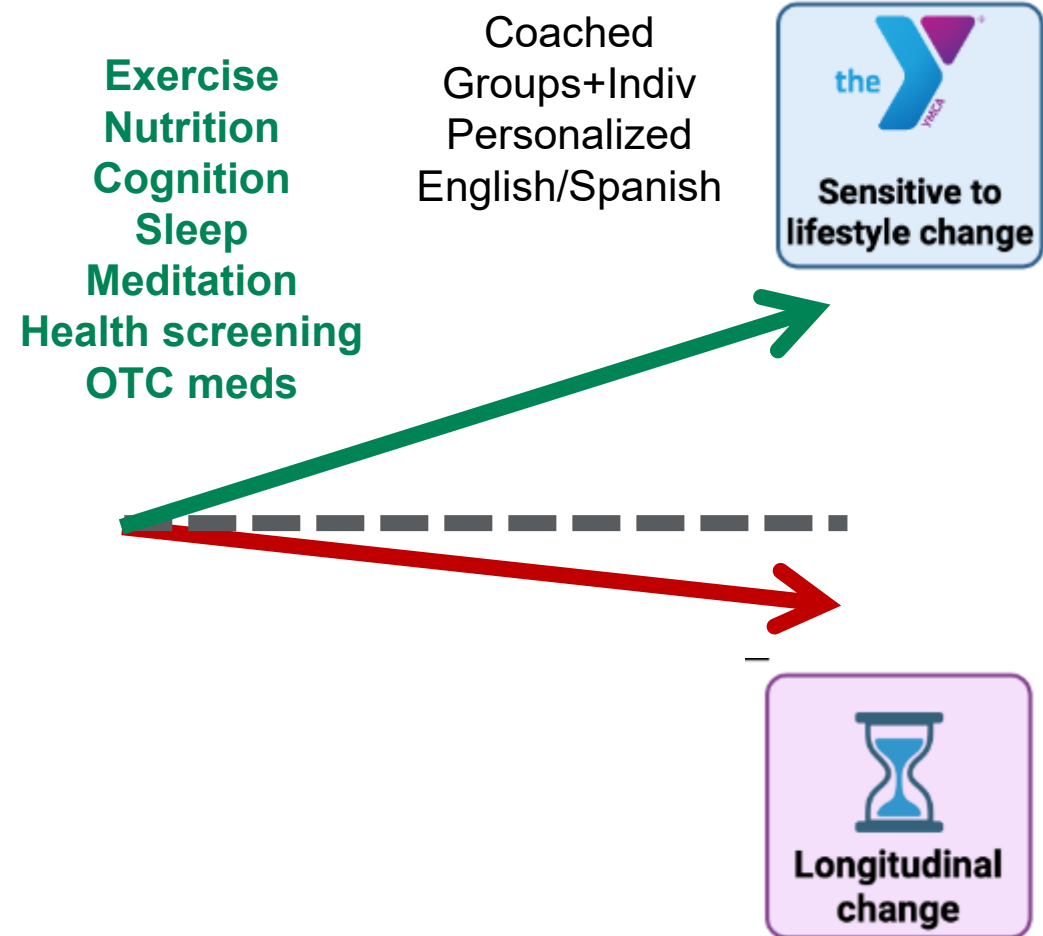 Exercise
Nutrition
Cognition
Sleep
Meditation
Health screening
OTC meds
Coached
Groups+Indiv
Personalized
English/Spanish
the
YMCA
Sensitive to
lifestyle change
Longitudinal
change